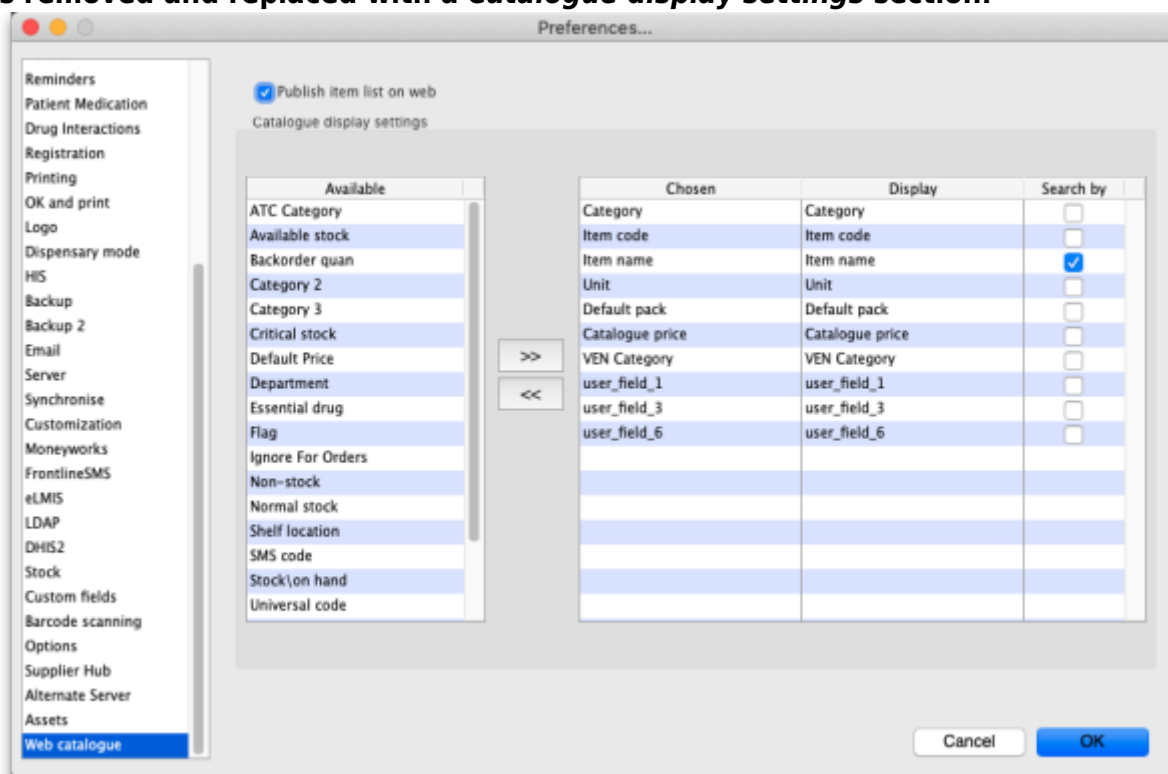 s removed and replaced with a Catalogue display settings section.
Preferences...
Reminders
Patient Medication
Drug Interactions
Registration
Printing
OK and print
Logo
Dispensary mode
HIS
Backup
Backup 2
Email
Server
Synchronise
Customization
Moneyworks
FrontlineSMS
eLMIS
LDAP
DHIS2
Stock
Custom fields
Barcode scanning
Options
Supplier Hub
Alternate Server
Assets
Web catalogue
Publish item list on web
Catalogue display settings
Available
ATC Category
Available stock
Backorder quan
Category 2
Category 3
Critical stock
Default Price
Department
Essential drug
Flag
Ignore For Orders
Non-stock
Normal stock
Shelf location
SMS code
Stock\on hand
Universal code
>>
<<
Chosen Display Search by
Category Category
Item code Item code
Item name Item name
Unit Unit
Default pack Default pack
Catalogue price Catalogue price
VEN Category VEN Category
user_field_1 user_field_1
user_field_3 user_field_3
user_field_6 user_field_6
Cancel OK